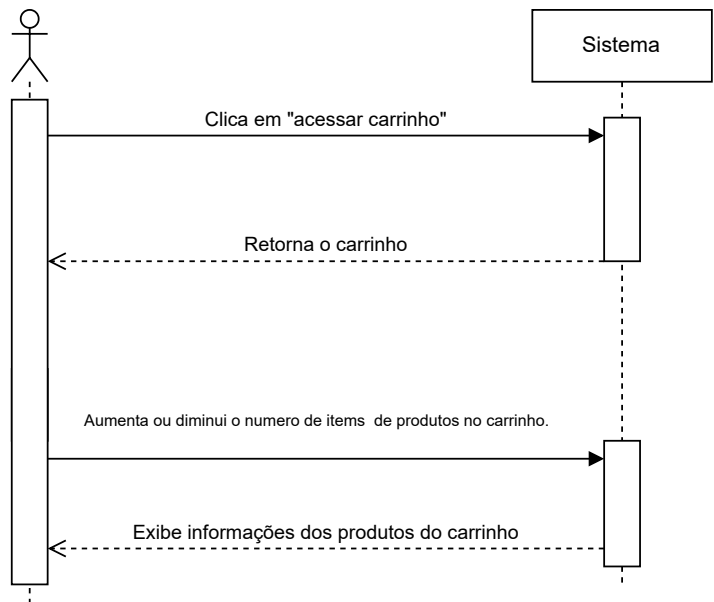 Sistema
Clica em "acessar carrinho"
Retorna o carrinho
Aumenta ou diminui o numero de items  de produtos no carrinho.
Exibe informações dos produtos do carrinho